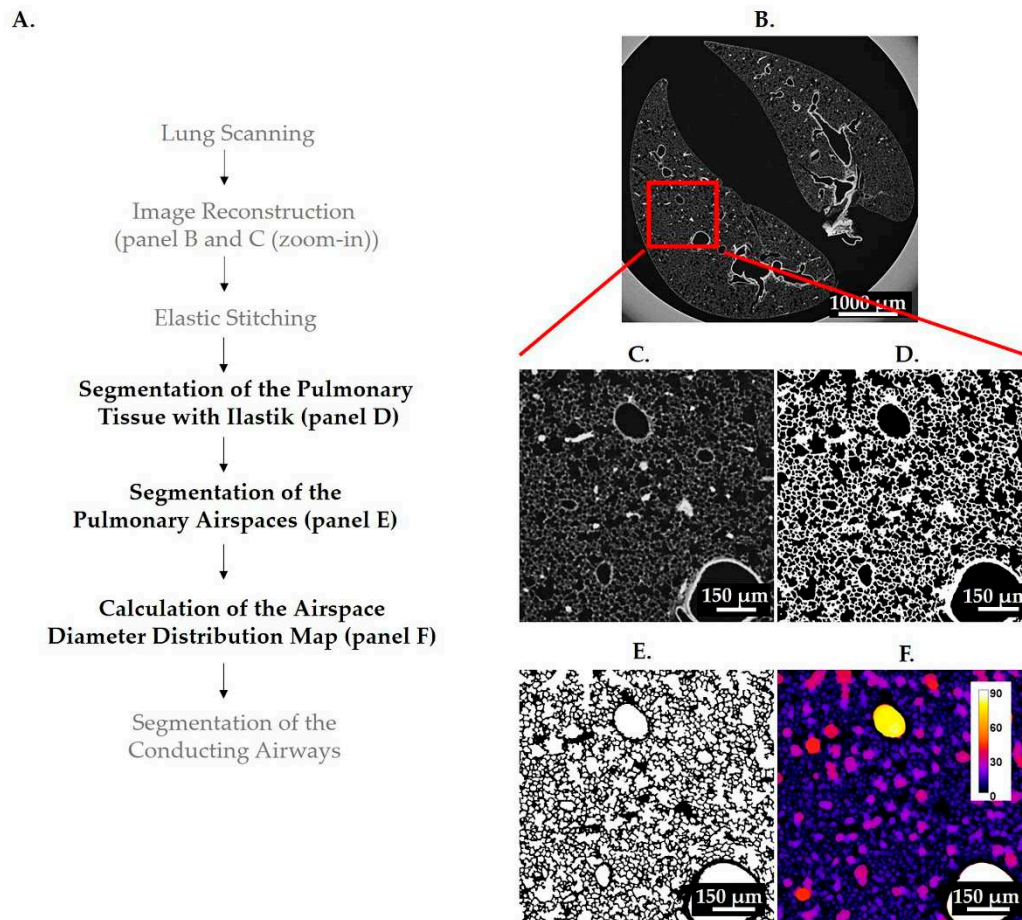 A.
Lung Scanning
Image Reconstruction
(panel B and C (zoom-in))
Elastic Stitching
Segmentation of the Pulmonary
Tissue with Ilastik (panel D)
Segmentation of the
Pulmonary Airspaces (panel E)
Calculation of the Airspace
Diameter Distribution Map (panel F)
Segmentation of the
Conducting Airways
B.
1000 µm
C.
150 µm
D.
150 µm
E.
150 µm
F.
90
60
30
0
150 µm